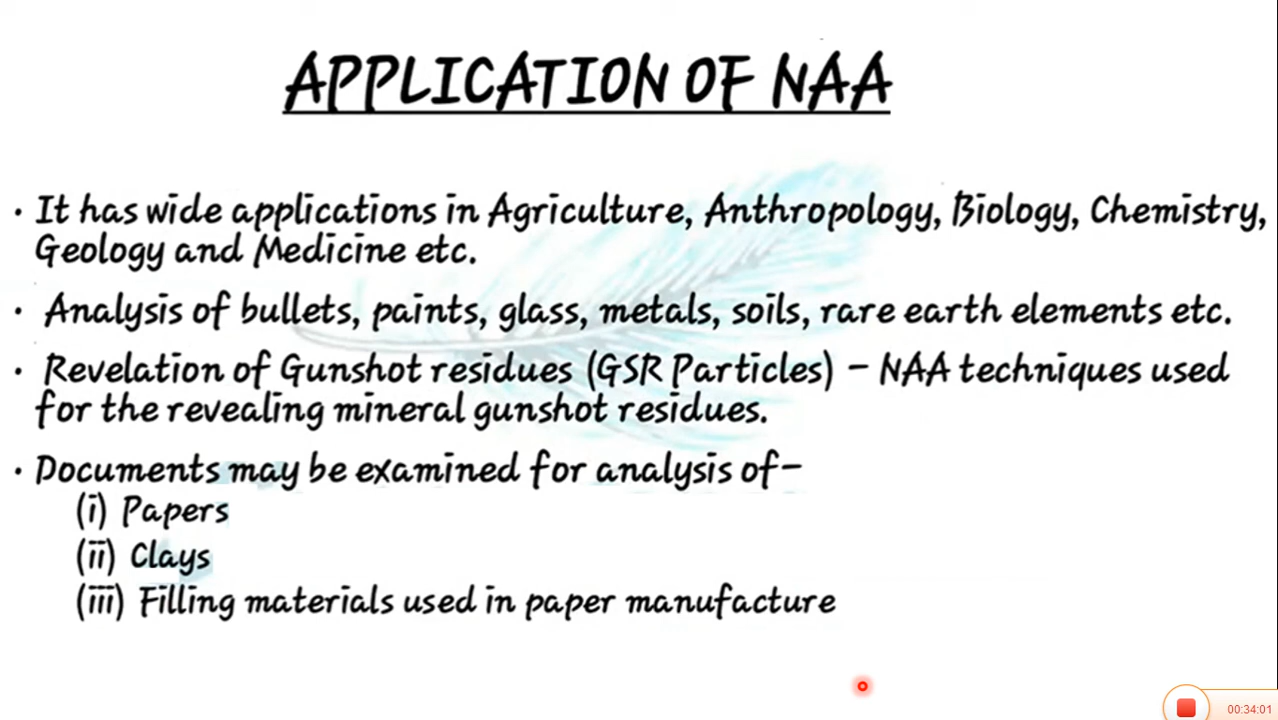 APPLICATION OF NAA
• It has wide applications in Agriculture, Anthropology, Biology, Chemistry,
Geology and Medicine etc.
• Analysis of bullets, paints, glass, metals, soils, rare earth elements etc.
• Revelation of Gunshot residues (GSR Particles) – NAA techniques used
for the revealing mineral gunshot residues.
• Documents may be examined for analysis of–
(i) Papers
(ii) Clays
(iii) Filling materials used in paper manufacture
00:34:01